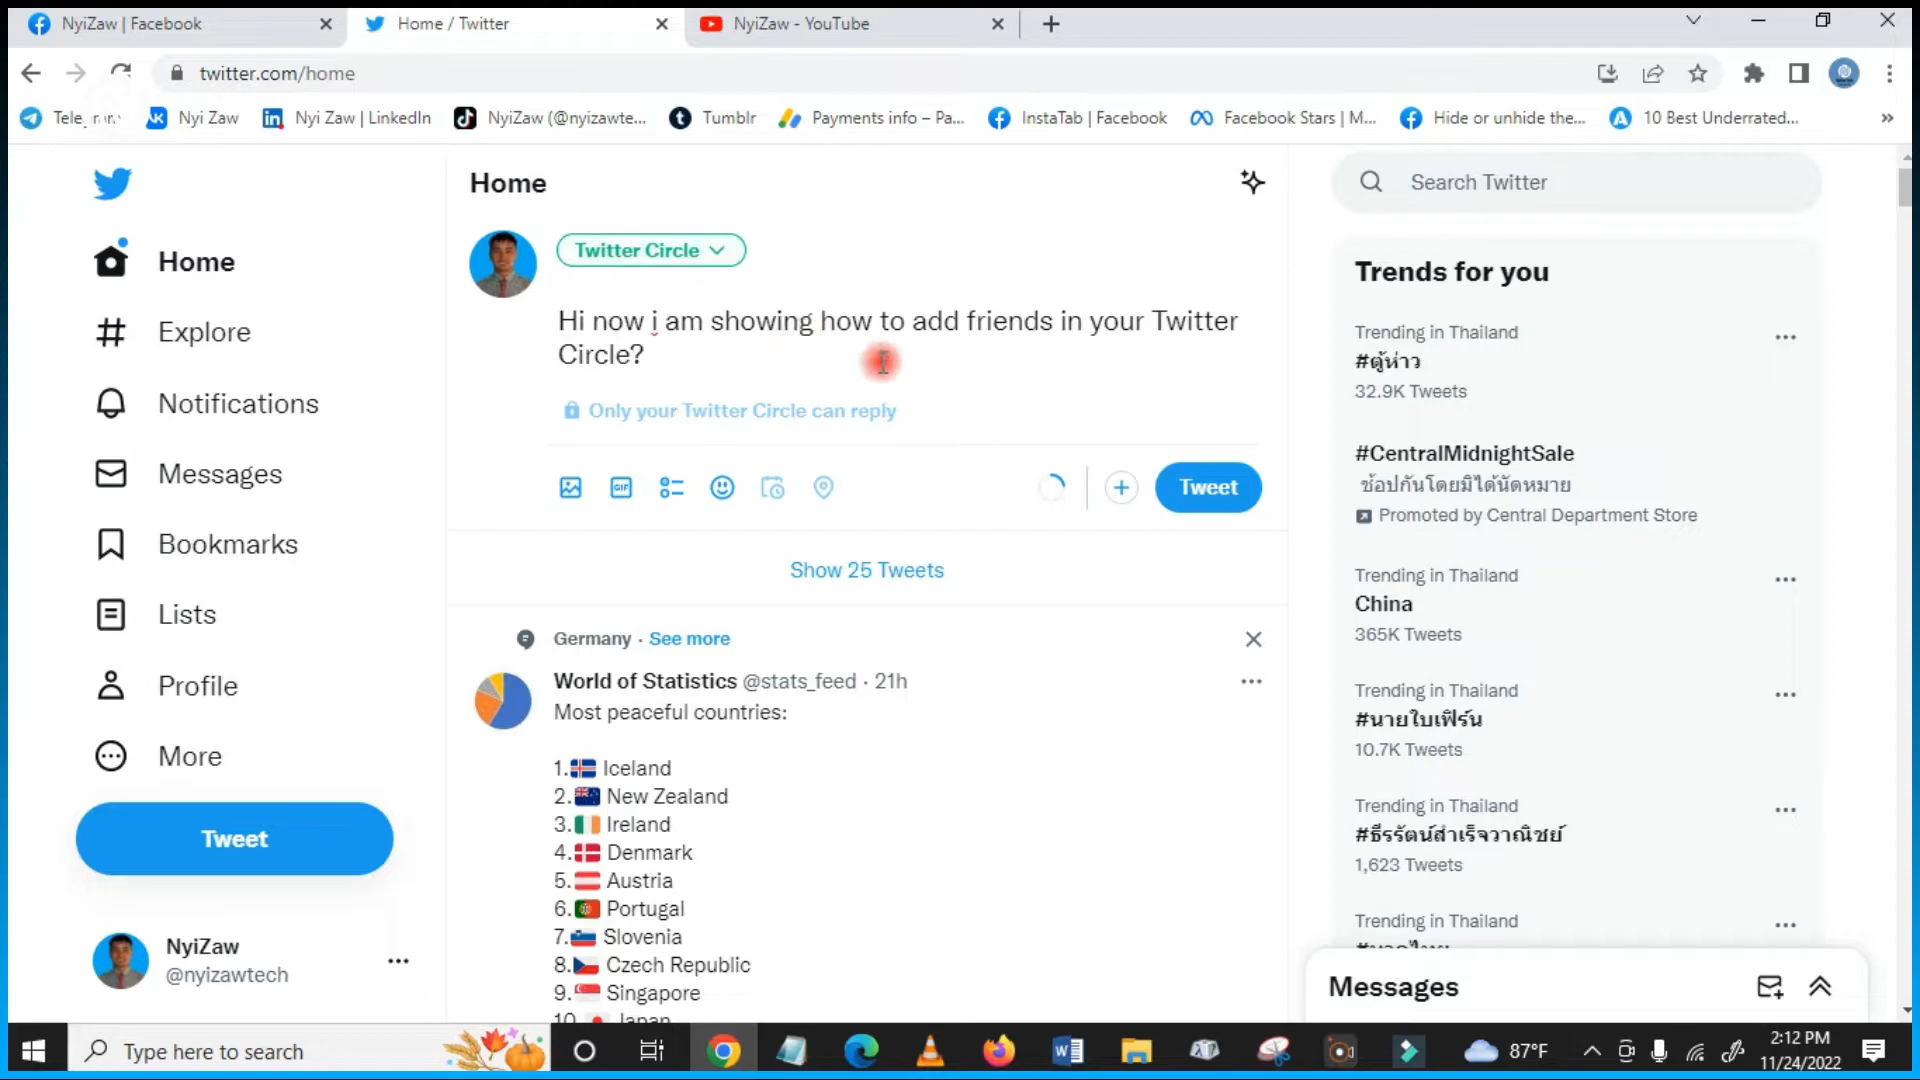 NyiZaw | Facebook
Home / Twitter
NyiZaw - YouTube
twitter.com/home
Nyi Zaw
Nyi Zaw | LinkedIn
NyiZaw (@nyizawte...
Tumblr
Payments info – Pa...
InstaTab | Facebook
Facebook Stars | M...
Hide or unhide the...
10 Best Underrated...
»
Home
Explore
Notifications
Messages
Bookmarks
Lists
Profile
More
Tweet
NyiZaw
@nyizawtech
Home
Twitter Circle
Hi now i am showing how to add friends in your Twitter
Circle?
Only your Twitter Circle can reply
GIF
Tweet
Show 25 Tweets
Germany · See more
World of Statistics @stats_feed · 21h
Most peaceful countries:
1. Iceland
2. New Zealand
3. Ireland
4. Denmark
5. Austria
6. Portugal
7. Slovenia
8. Czech Republic
9. Singapore
10. Japan
Search Twitter
Trends for you
Trending in Thailand
#ตู้ห่าว
32.9K Tweets
#CentralMidnightSale
ช้อปกันโดยมิได้นัดหมาย
Promoted by Central Department Store
Trending in Thailand
China
365K Tweets
Trending in Thailand
#นายใบเฟิร์น
10.7K Tweets
Trending in Thailand
#ธีรรัตน์สําเร็จวาณิชย์
1,623 Tweets
Trending in Thailand
Messages
Type here to search
87°F
2:12 PM
11/24/2022